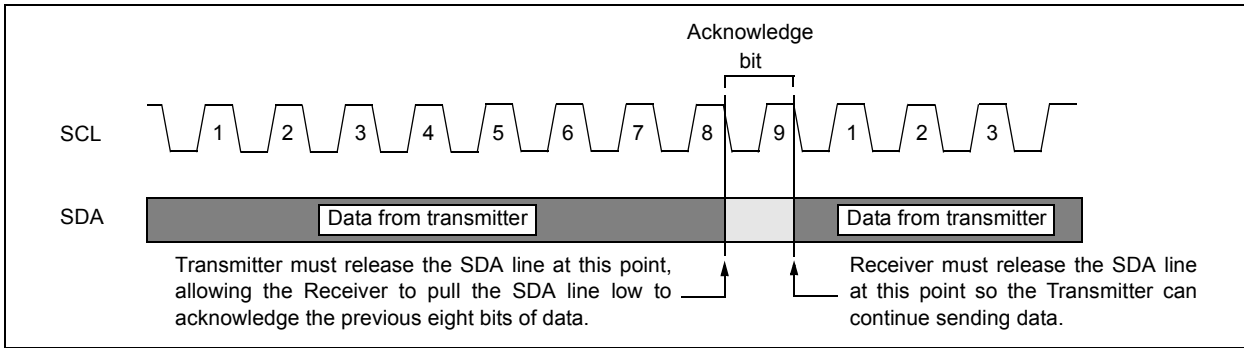 Acknowledge
bit
SCL
1 2 3 4 5 6 7 8 9 1 2 3
SDA
Data from transmitter
Data from transmitter
Transmitter must release the SDA line at this point,
allowing the Receiver to pull the SDA line low to
acknowledge the previous eight bits of data.
Receiver must release the SDA line
at this point so the Transmitter can
continue sending data.